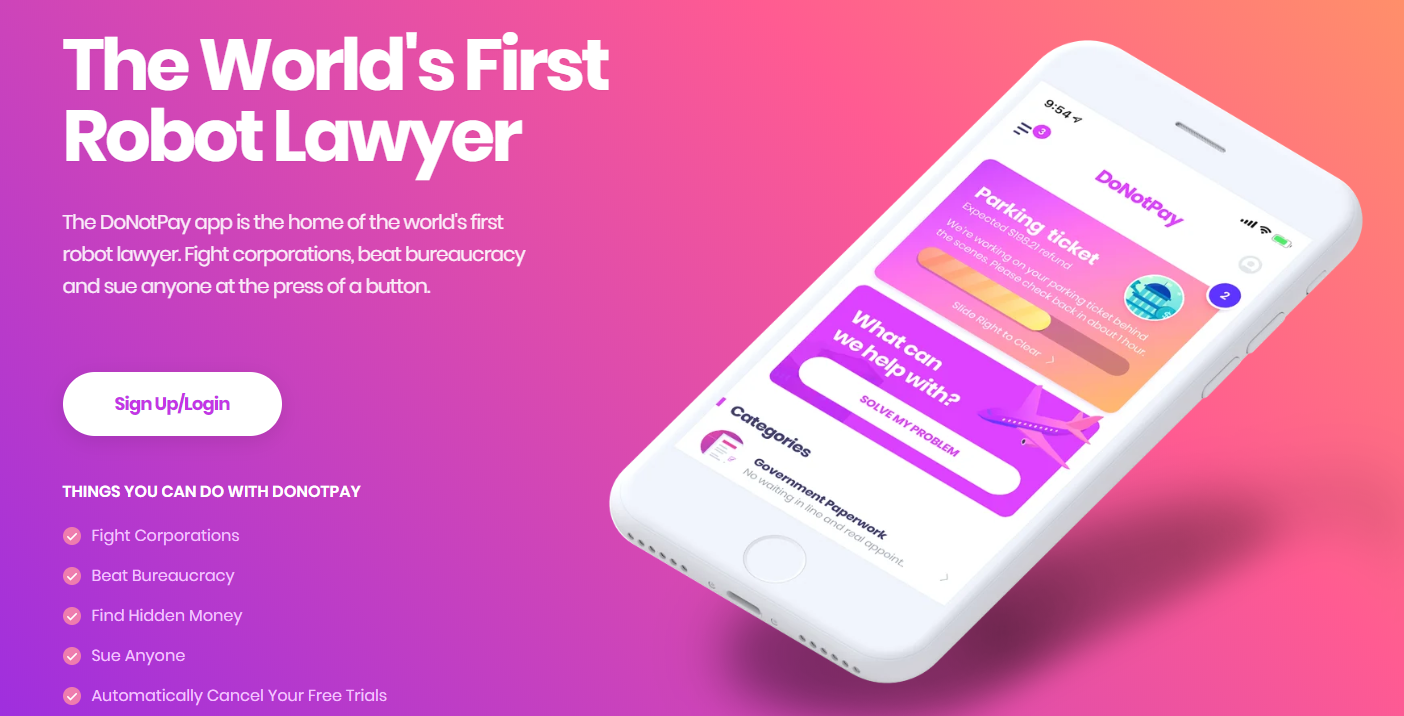 The World's First
Robot Lawyer
The DoNotPay app is the home of the world's first
robot lawyer. Fight corporations, beat bureaucracy
and sue anyone at the press of a button.
Sign Up/Login
THINGS YOU CAN DO WITH DONOTPAY
Fight Corporations
Beat Bureaucracy
Find Hidden Money
Sue Anyone
Automatically Cancel Your Free Trials
9:54
3
DoNotPay
Parking ticket
Expected $198.21 refund
We're working on your parking ticket behind
the scenes. Please check back in about 1 hour.
2
Slide Right to Clear
What can
we help with?
SOLVE MY PROBLEM
Categories
Government Paperwork
No waiting in line and real appoint.